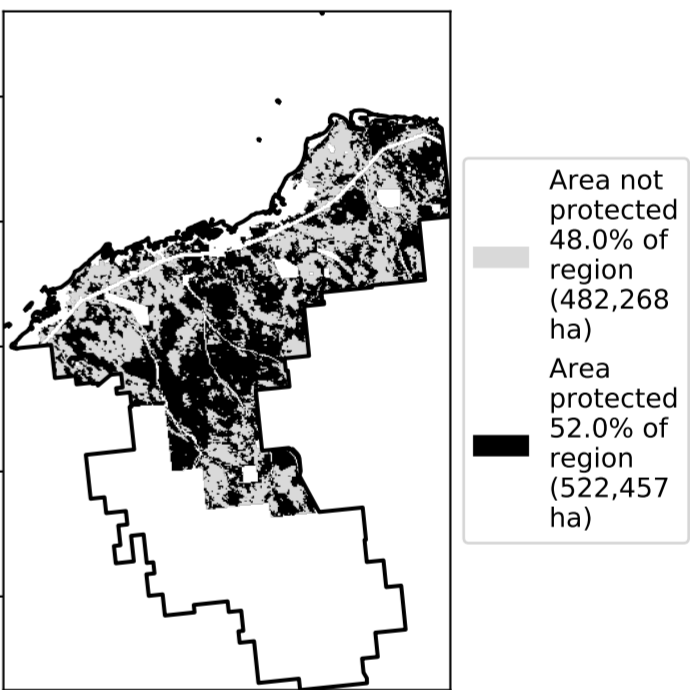 Area not
protected
48.0% of
region
(482,268
ha)
Area
protected
52.0% of
region
(522,457
ha)